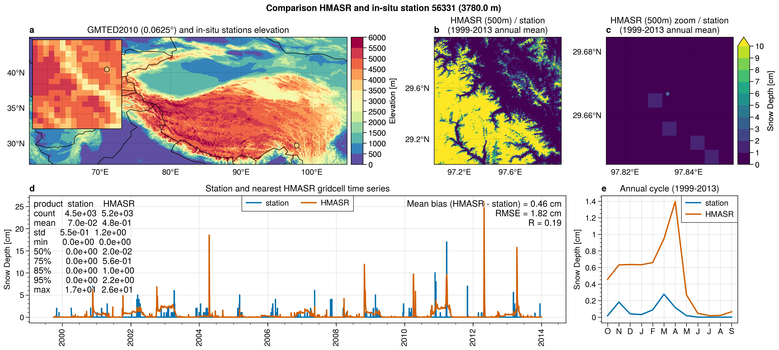 Comparison HMASR and in-situ station 56331 (3780.0 m)
a
GMTED2010 (0.0625°) and in-situ stations elevation
40°N
35°N
30°N
70°E
80°E
90°E
100°E
6000
5500
5000
4500
4000
3500
3000
2500
2000
1500
1000
500
0
Elevation [m]
b
HMASR (500m) / station
(1999-2013 annual mean)
29.6°N
29.2°N
97.2°E
97.6°E
c
HMASR (500m) zoom / station
(1999-2013 annual mean)
29.68°N
29.66°N
97.82°E
97.84°E
10
9
8
7
6
5
4
3
2
1
0
Snow Depth [cm]
d
Station and nearest HMASR gridcell time series
Snow Depth [cm]
25
20
15
10
5
0
product station HMASR
count 4.5e+03 5.2e+03
mean 7.0e-02 4.8e-01
std 5.5e-01 1.2e+00
min 0.0e+00 0.0e+00
50% 0.0e+00 2.0e-02
75% 0.0e+00 5.6e-01
85% 0.0e+00 1.0e+00
95% 0.0e+00 2.2e+00
max 1.7e+01 2.6e+01
station
HMASR
Mean bias (HMASR - station) = 0.46 cm
RMSE = 1.82 cm
R = 0.19
2000
2002
2004
2006
2008
2010
2012
2014
e
Annual cycle (1999-2013)
Snow Depth [cm]
1.4
1.2
1.0
0.8
0.6
0.4
0.2
0.0
station
HMASR
O N D J F M A M J J A S